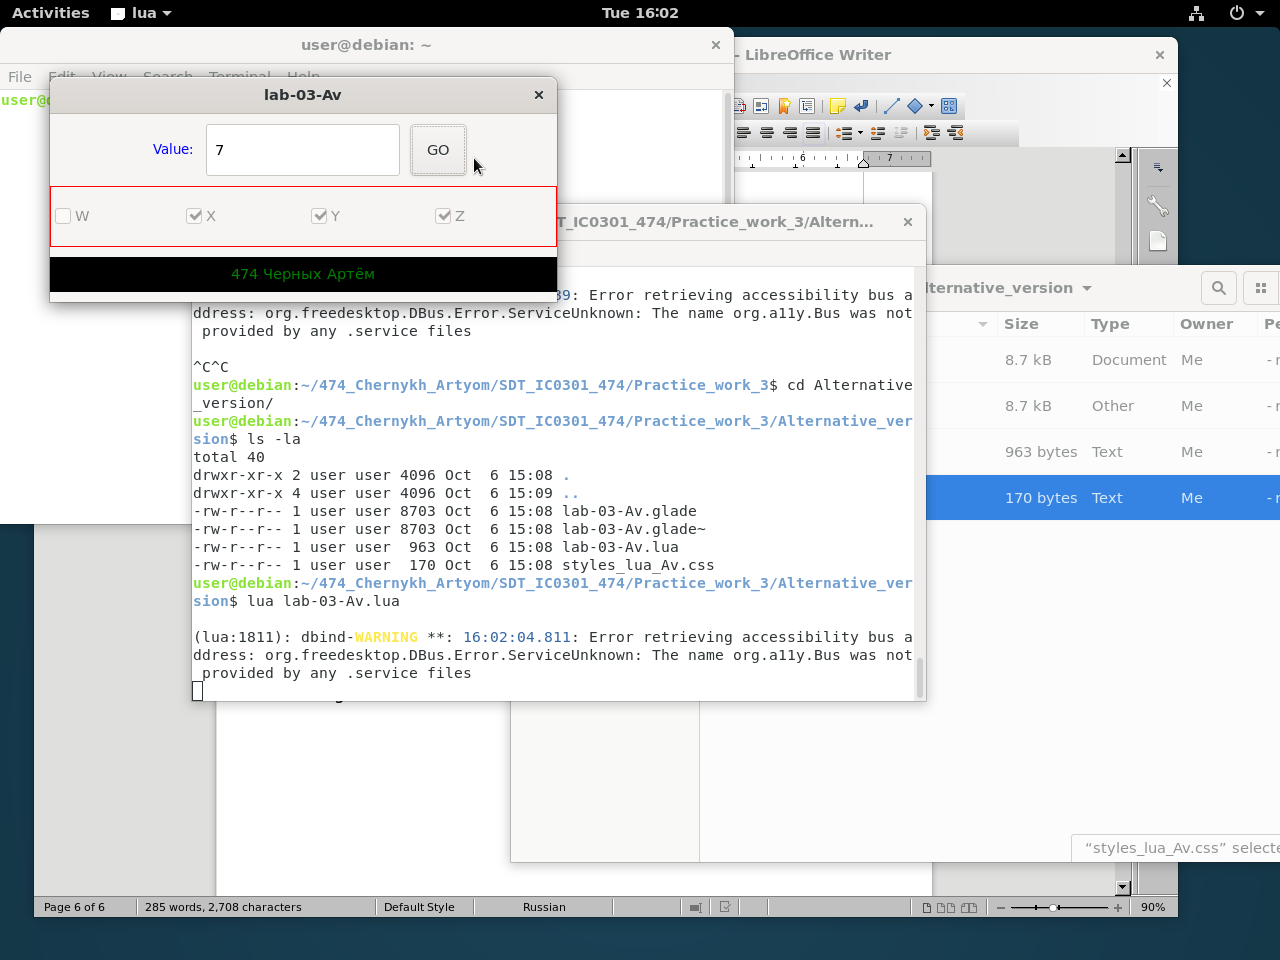 Activities lua Tue 16:02
user@debian: ~
- LibreOffice Writer
File Edit View Search Terminal Help
lab-03-Av
Value: 7 GO
W X Y Z
474 Черных Артём
6 7
T_IC0301_474/Practice_work_3/Altern…
39: Error retrieving accessibility bus a
ddress: org.freedesktop.DBus.Error.ServiceUnknown: The name org.a11y.Bus was not
provided by any .service files
^C^C
user@debian:~/474_Chernykh_Artyom/SDT_IC0301_474/Practice_work_3$ cd Alternative
_version/
user@debian:~/474_Chernykh_Artyom/SDT_IC0301_474/Practice_work_3/Alternative_ver
sion$ ls -la
total 40
drwxr-xr-x 2 user user 4096 Oct  6 15:08 .
drwxr-xr-x 4 user user 4096 Oct  6 15:09 ..
-rw-r--r-- 1 user user 8703 Oct  6 15:08 lab-03-Av.glade
-rw-r--r-- 1 user user 8703 Oct  6 15:08 lab-03-Av.glade~
-rw-r--r-- 1 user user  963 Oct  6 15:08 lab-03-Av.lua
-rw-r--r-- 1 user user  170 Oct  6 15:08 styles_lua_Av.css
user@debian:~/474_Chernykh_Artyom/SDT_IC0301_474/Practice_work_3/Alternative_ver
sion$ lua lab-03-Av.lua
(lua:1811): dbind-WARNING **: 16:02:04.811: Error retrieving accessibility bus a
ddress: org.freedesktop.DBus.Error.ServiceUnknown: The name org.a11y.Bus was not
provided by any .service files
lternative_version
Size Type Owner
8.7 kB Document Me
8.7 kB Other Me
963 bytes Text Me
170 bytes Text Me
“styles_lua_Av.css” selecte
Page 6 of 6 285 words, 2,708 characters Default Style Russian 90%